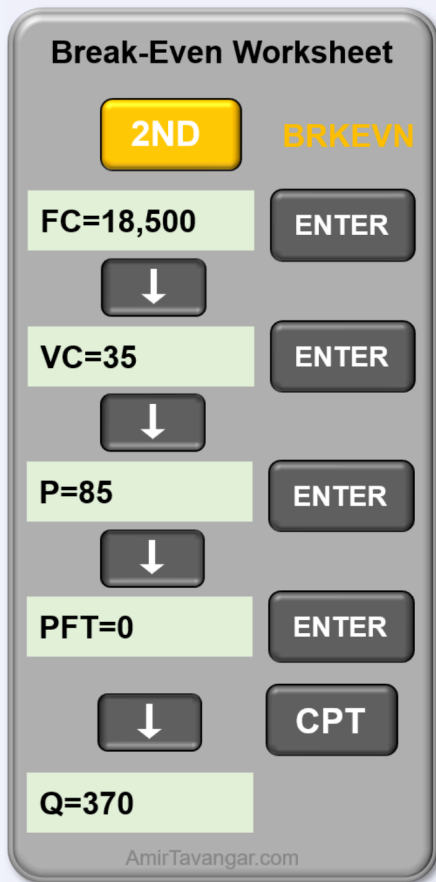 Break-Even Worksheet
2ND BRKEVN
FC=18,500 ENTER
↓
VC=35 ENTER
↓
P=85 ENTER
↓
PFT=0 ENTER
↓ CPT
Q=370
AmirTavangar.com